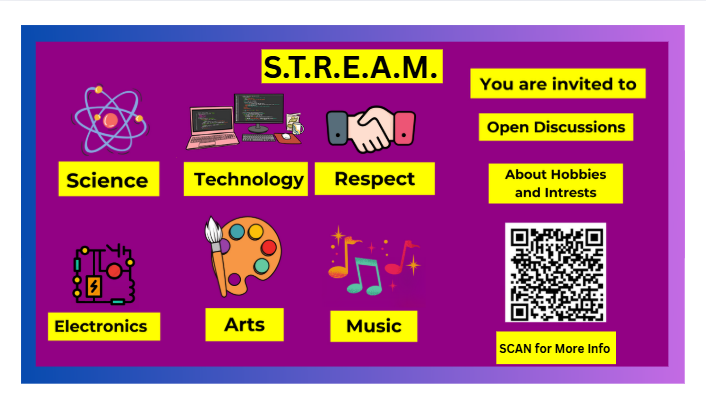 S.T.R.E.A.M.
Science
Technology
Respect
Electronics
Arts
Music
You are invited to
Open Discussions
About Hobbies
and Intrests
SCAN for More Info